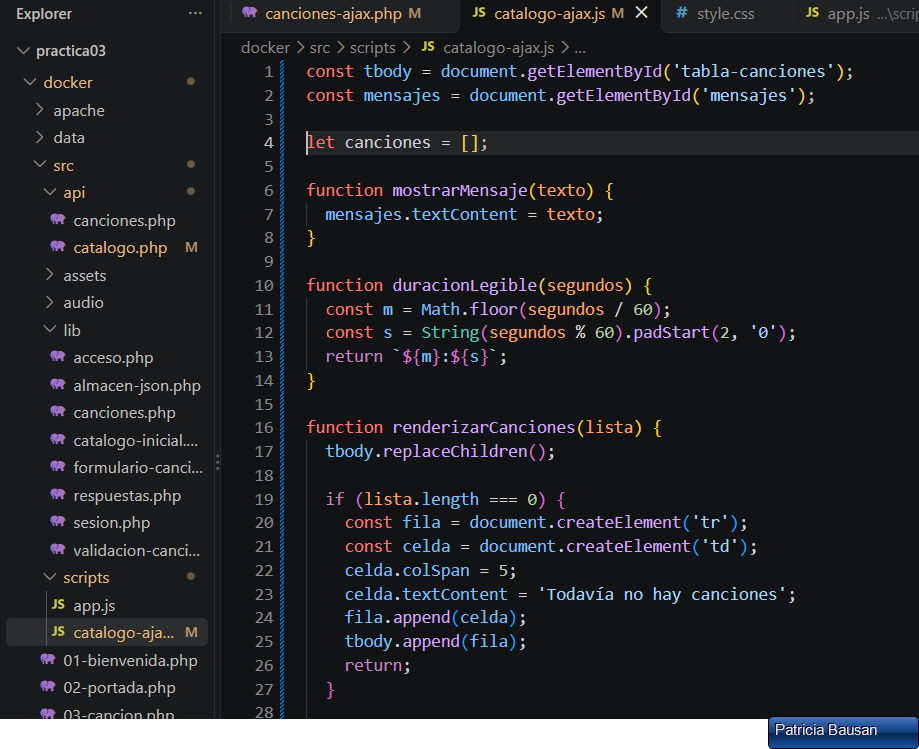 Explorer ···
practica03
docker
apache
data
src
api
canciones.php
catalogo.php M
assets
audio
lib
acceso.php
almacen-json.php
canciones.php
catalogo-inicial....
formulario-canci...
respuestas.php
sesion.php
validacion-canci...
scripts
JS app.js
JS catalogo-aja... M
01-bienvenida.php
02-portada.php
03-cancion.php
canciones-ajax.php M JS catalogo-ajax.js M # style.css JS app.js ...\scrip
docker > src > scripts > JS catalogo-ajax.js > ...
1 const tbody = document.getElementById('tabla-canciones');
2 const mensajes = document.getElementById('mensajes');
3
4 let canciones = [];
5
6 function mostrarMensaje(texto) {
7 mensajes.textContent = texto;
8 }
9
10 function duracionLegible(segundos) {
11 const m = Math.floor(segundos / 60);
12 const s = String(segundos % 60).padStart(2, '0');
13 return `${m}:${s}`;
14 }
15
16 function renderizarCanciones(lista) {
17 tbody.replaceChildren();
18
19 if (lista.length === 0) {
20 const fila = document.createElement('tr');
21 const celda = document.createElement('td');
22 celda.colSpan = 5;
23 celda.textContent = 'Todavía no hay canciones';
24 fila.append(celda);
25 tbody.append(fila);
26 return;
27 }
28
Patricia Bausan